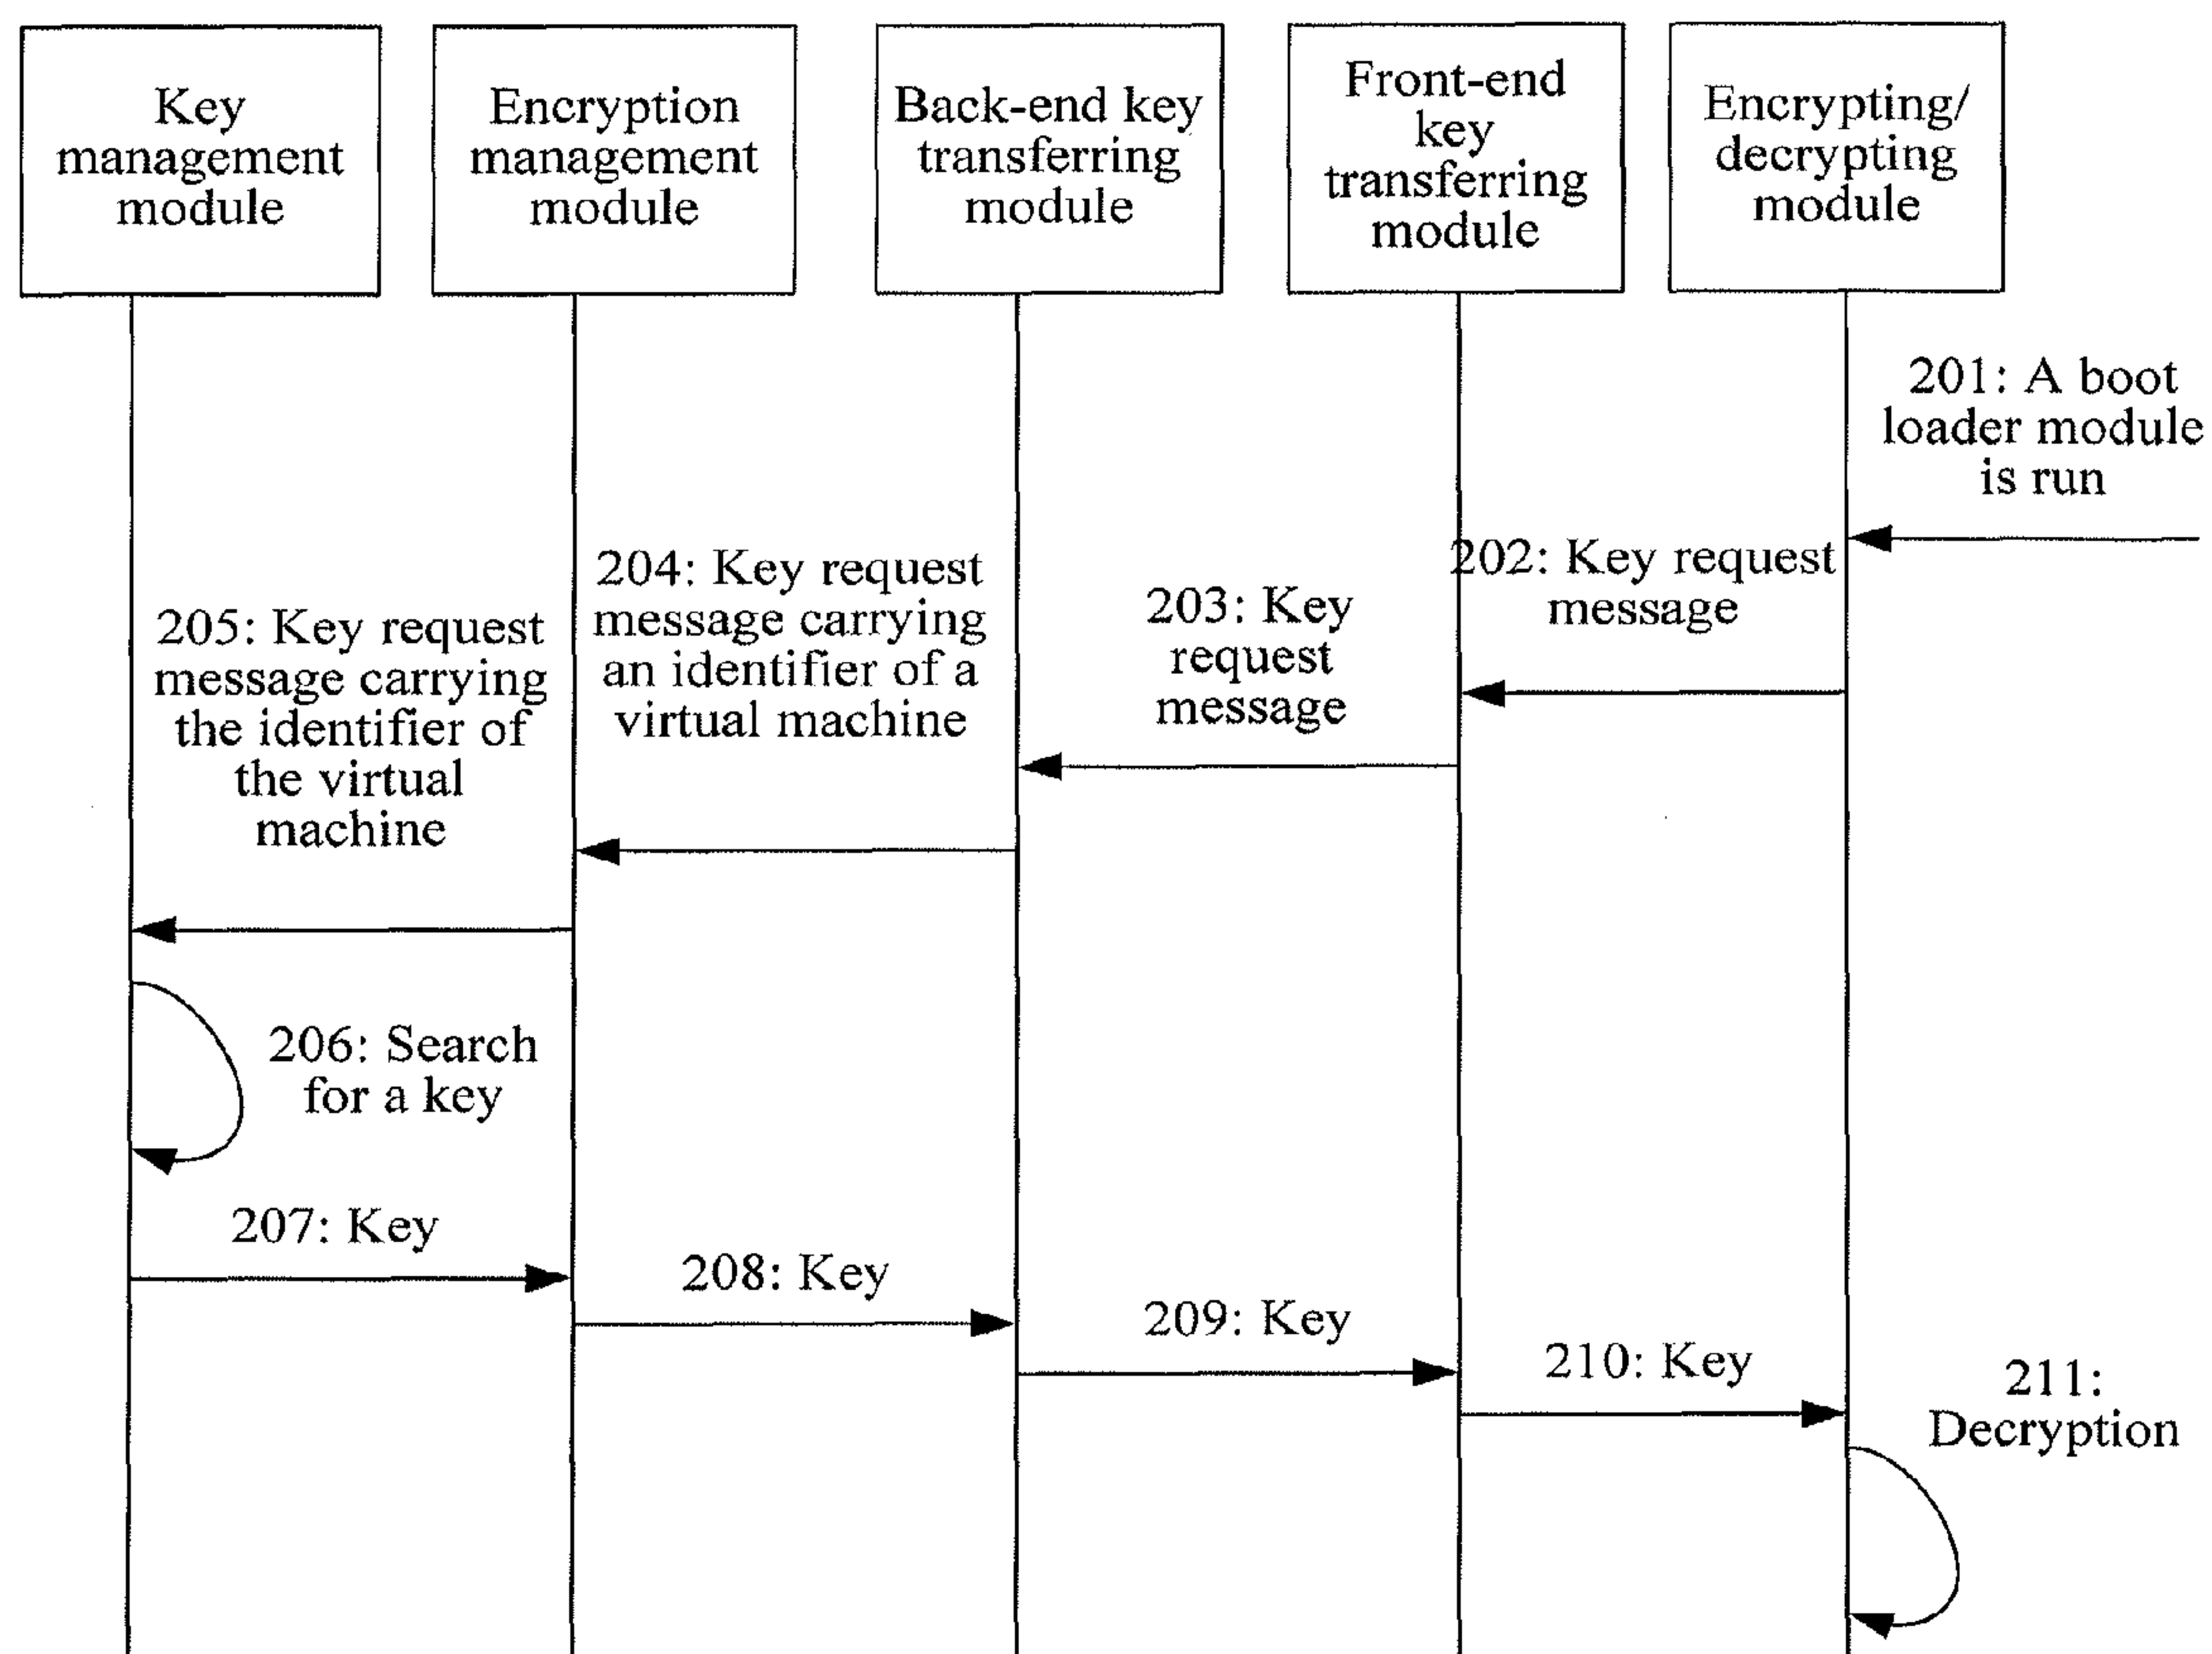 Key
management
module
Encryption
management
module
Back-end key
transferring
module
Front-end
key
transferring
module
Encrypting/
decrypting
module
201: A boot
loader module
is run
202: Key request
message
203: Key
request
message
204: Key request
message carrying
an identifier of a
virtual machine
205: Key request
message carrying
the identifier of
the virtual
machine
206: Search
for a key
207: Key
208: Key
209: Key
210: Key
211:
Decryption